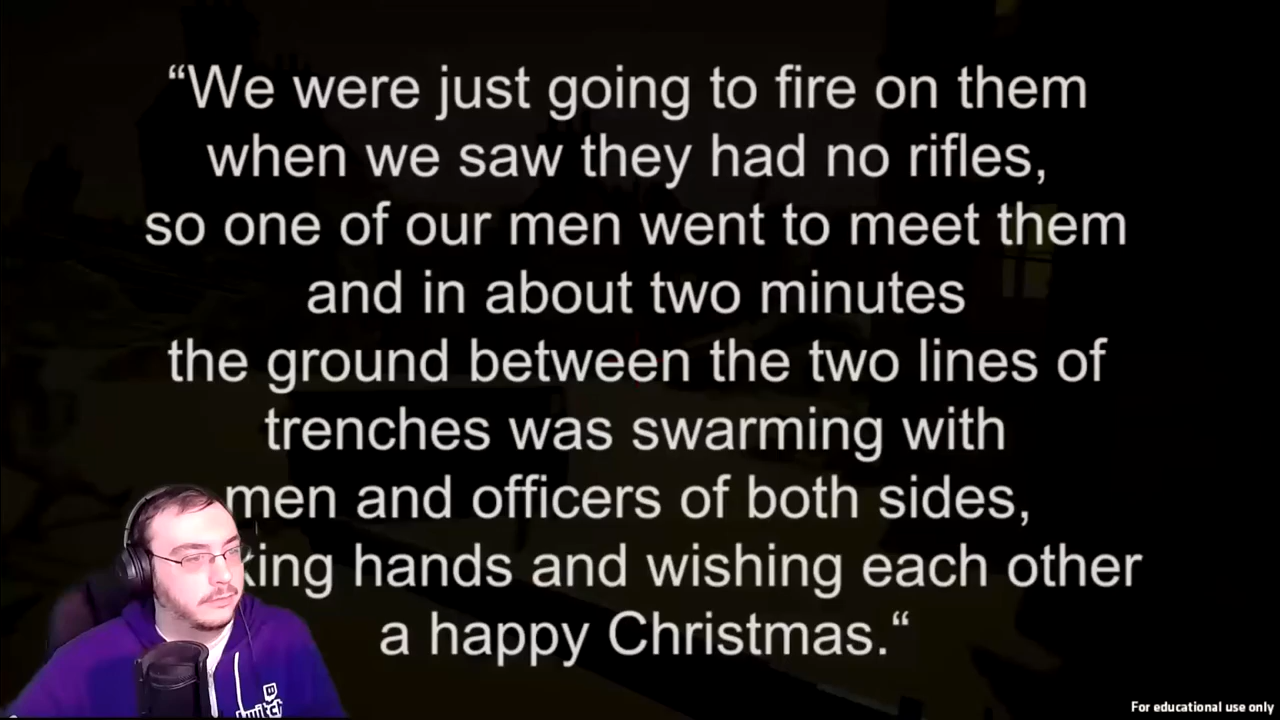 “We were just going to fire on them
when we saw they had no rifles,
so one of our men went to meet them
and in about two minutes
the ground between the two lines of
trenches was swarming with
men and officers of both sides,
hands and wishing each other
a happy Christmas.“
twitch
For educational use only